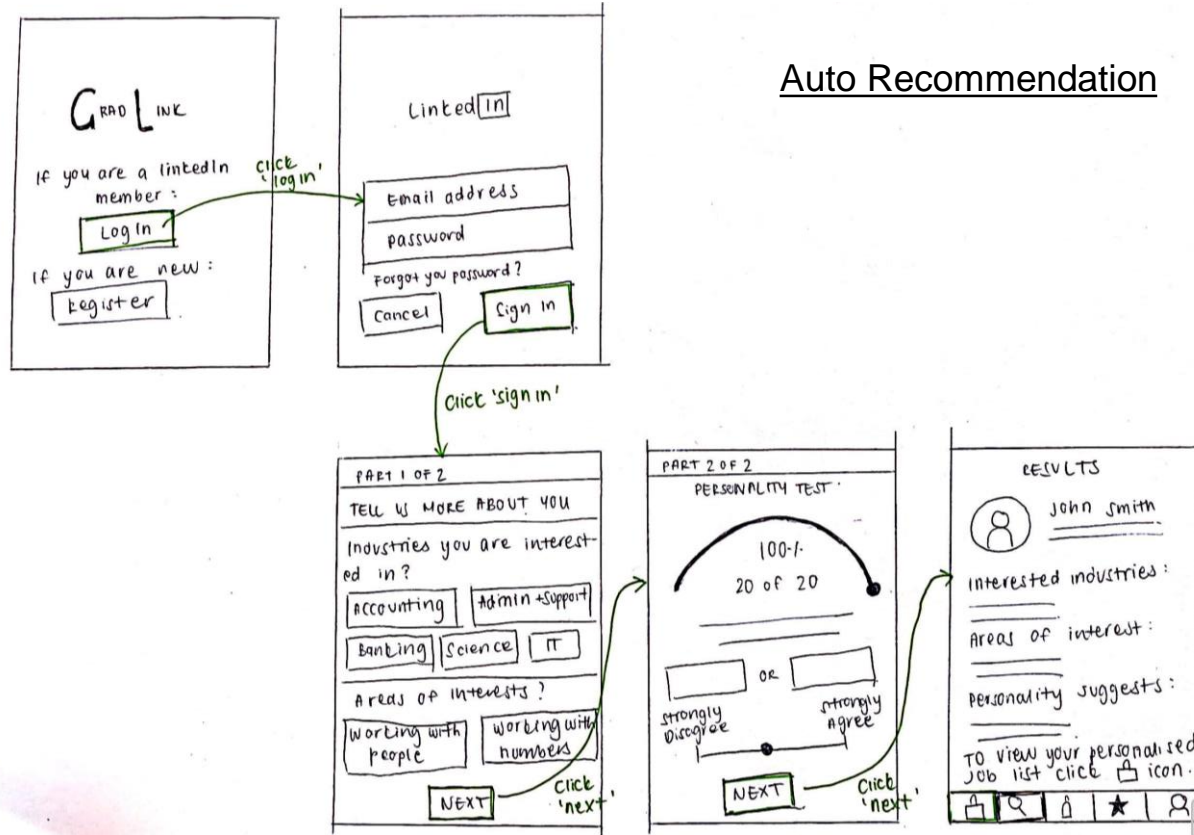 Auto Recommendation
GRAD LINK
If you are a linkedIn
member :
Log In
If you are new :
Register
Click
'log in'
Linked In
Email address
password
Forgot you password?
Cancel
Sign In
Click 'sign in'
PART 1 OF 2
TELL US MORE ABOUT YOU
Industries you are interest-
ed in?
Accounting
Admin + Support
Banking
Science
IT
Areas of interests?
working with
people
working with
numbers
NEXT
Click
'next'
PART 2 OF 2
PERSONALITY TEST.
100%
20 of 20
OR
strongly
Disagree
strongly
Agree
NEXT
Click
'next'
RESULTS
John Smith
Interested industries:
Areas of interest:
Personality suggests:
TO view your personalised
Job list click icon.